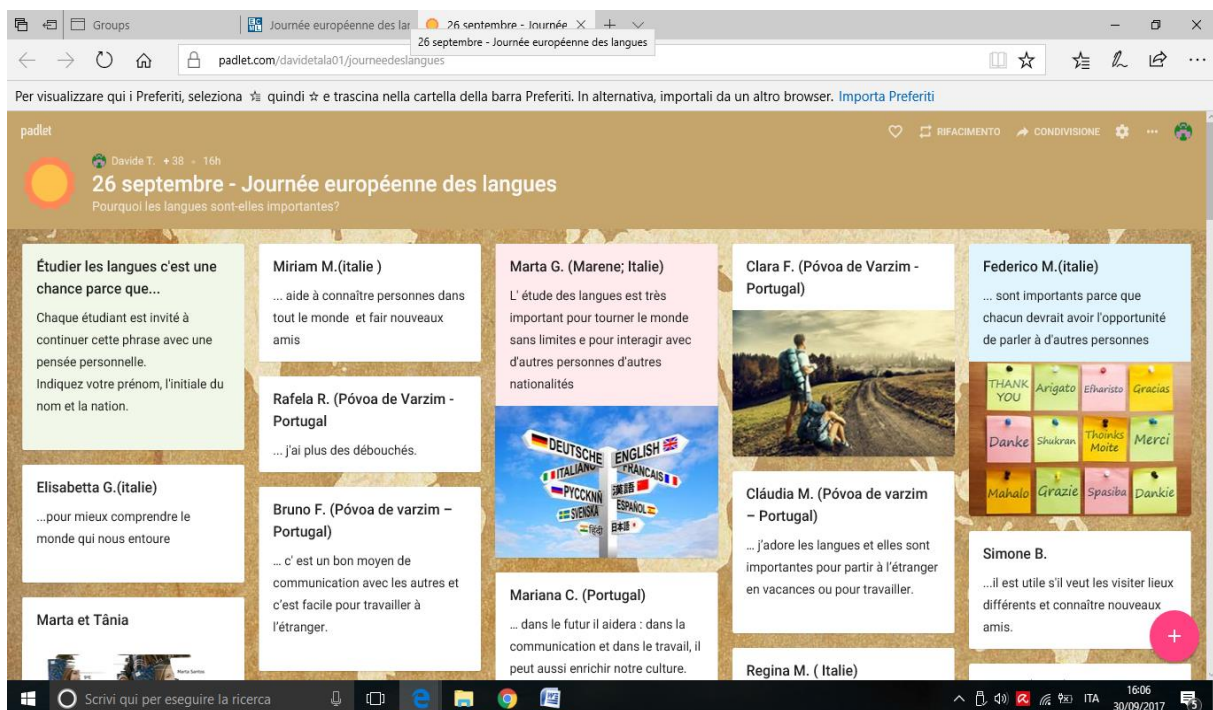 Groups
Journée européenne des lar
26 septembre - Journée
26 septembre - Journée européenne des langues
padlet.com/davidetala01/journeedeslangues
Per visualizzare qui i Preferiti, seleziona quindi e trascina nella cartella della barra Preferiti. In alternativa, importali da un altro browser. Importa Preferiti
padlet
RIFACIMENTO
CONDIVISIONE
Davide T. +38 · 16h
26 septembre - Journée européenne des langues
Pourquoi les langues sont-elles importantes?
Étudier les langues c'est une
chance parce que...
Chaque étudiant est invité à
continuer cette phrase avec une
pensée personnelle.
Indiquez votre prénom, l'initiale du
nom et la nation.
Elisabetta G.(italie)
...pour mieux comprendre le
monde qui nous entoure
Marta et Tânia
Marta Santos
Miriam M.(italie )
... aide à connaître personnes dans
tout le monde et fair nouveaux
amis
Rafela R. (Póvoa de Varzim -
Portugal
... j'ai plus des débouchés.
Bruno F. (Póvoa de varzim –
Portugal)
... c' est un bon moyen de
communication avec les autres et
c'est facile pour travailler à
l'étranger.
Marta G. (Marene; Italie)
L' étude des langues est très
important pour tourner le monde
sans limites e pour interagir avec
d'autres personnes d'autres
nationalités
DEUTSCHE
ENGLISH
ITALIANO
FRANCAIS
РУССКИЙ
漢語
SVENSKA
ESPAÑOL
हिन्दी
日本語
Mariana C. (Portugal)
... dans le futur il aidera : dans la
communication et dans le travail, il
peut aussi enrichir notre culture.
Clara F. (Póvoa de Varzim -
Portugal)
Cláudia M. (Póvoa de varzim
– Portugal)
... j'adore les langues et elles sont
importantes pour partir à l'étranger
en vacances ou pour travailler.
Regina M. ( Italie)
Federico M.(italie)
... sont importants parce que
chacun devrait avoir l'opportunité
de parler à d'autres personnes
THANK
YOU
Arigato
Efharisto
Gracias
Danke
Shukran
Thoinks
Moite
Merci
Mahalo
Grazie
Spasiba
Dankie
Simone B.
...il est utile s'il veut les visiter lieux
différents et connaître nouveaux
amis.
Scrivi qui per eseguire la ricerca
ITA
16:06
30/09/2017
5